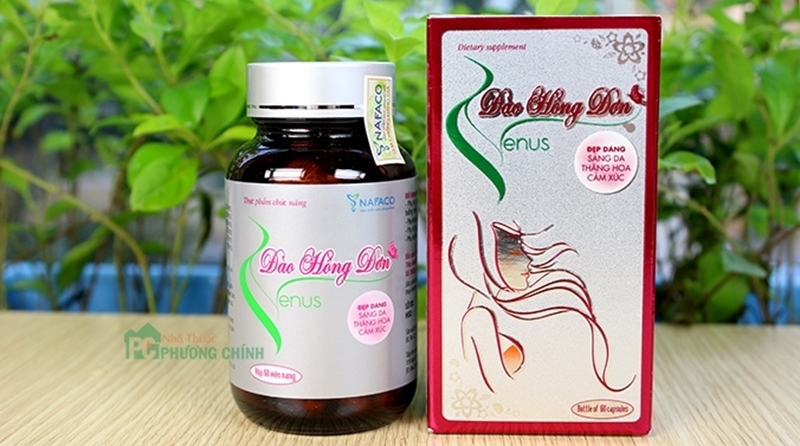 NAFACO
Thực phẩm chức năng
NAFACO
Đào Hồng Đơn
Venus
ĐẸP DÁNG
SÁNG DA
THĂNG HOA
CẢM XÚC
Hộp 60 viên nang
Dietary supplement
Đào Hồng Đơn
Venus
ĐẸP DÁNG
SÁNG DA
THĂNG HOA
CẢM XÚC
Bottle of 60 capsules
Nhà Thuốc
PHƯƠNG CHÍNH